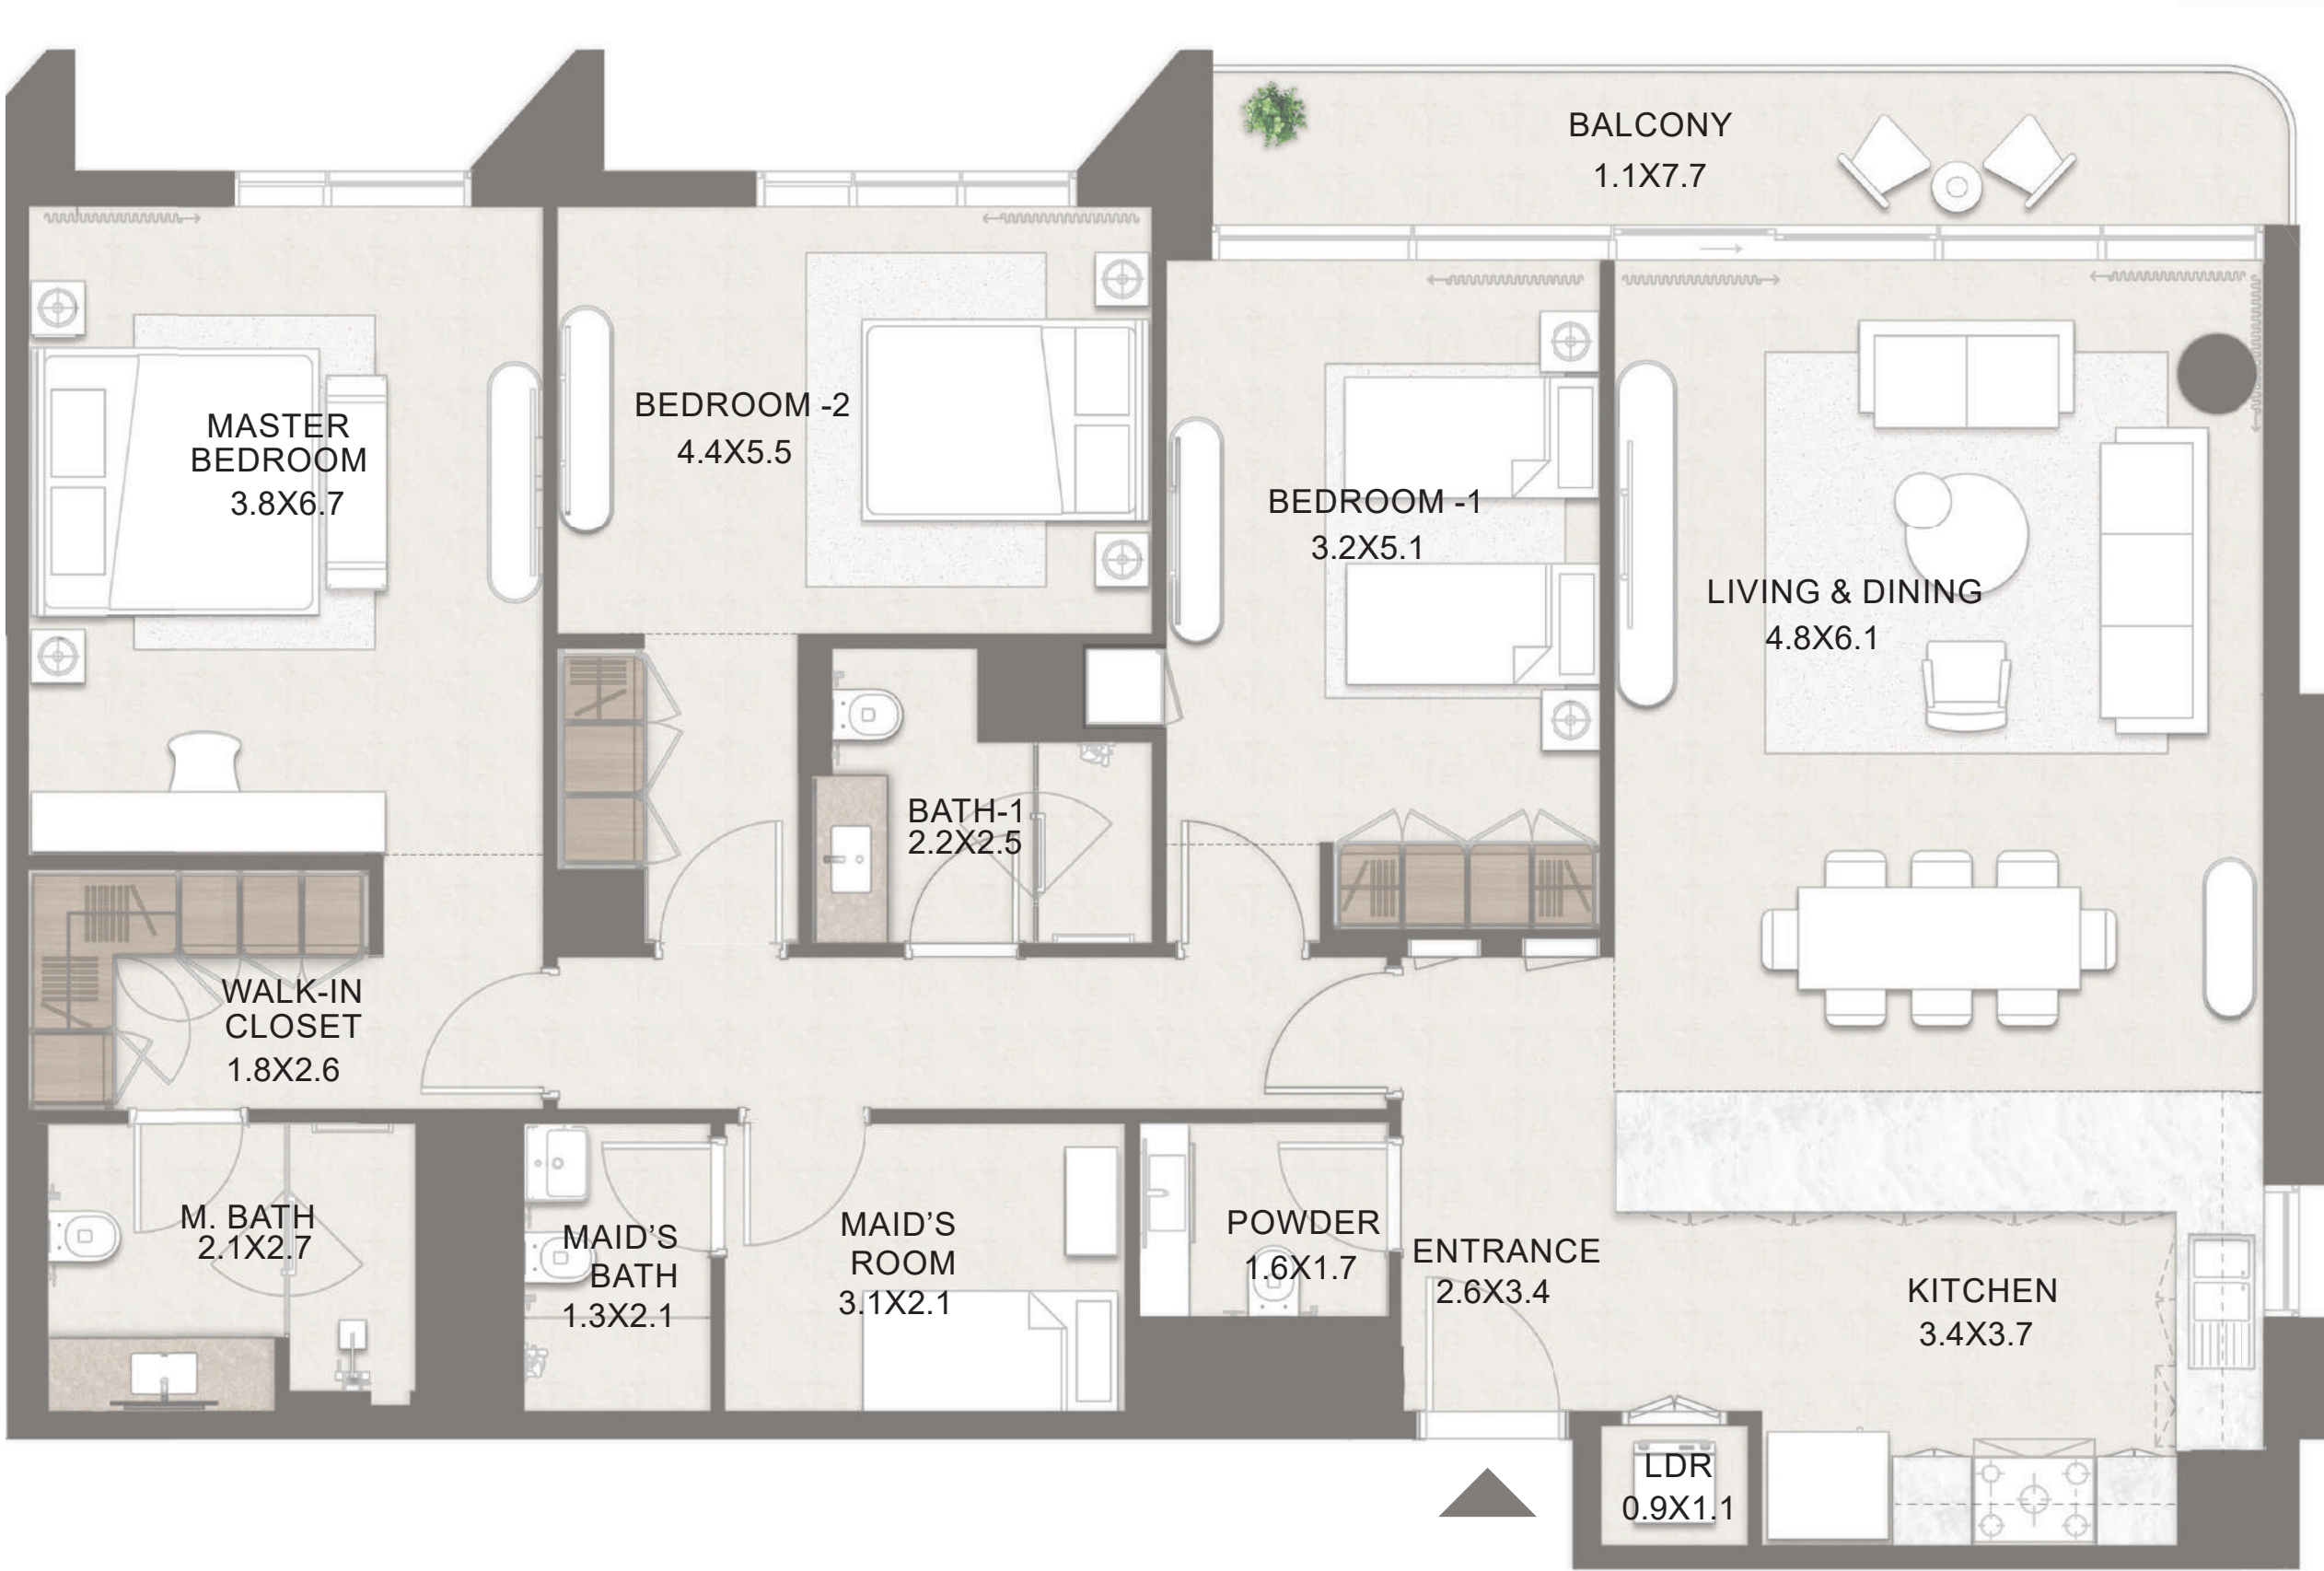 BALCONY
1.1X7.7
MASTER
BEDROOM
3.8X6.7
BEDROOM -2
4.4X5.5
BEDROOM -1
3.2X5.1
LIVING & DINING
4.8X6.1
BATH-1
2.2X2.5
WALK-IN
CLOSET
1.8X2.6
M. BATH
2.1X2.7
MAID’S
BATH
1.3X2.1
MAID’S
ROOM
3.1X2.1
POWDER
1.6X1.7
ENTRANCE
2.6X3.4
KITCHEN
3.4X3.7
LDR
0.9X1.1